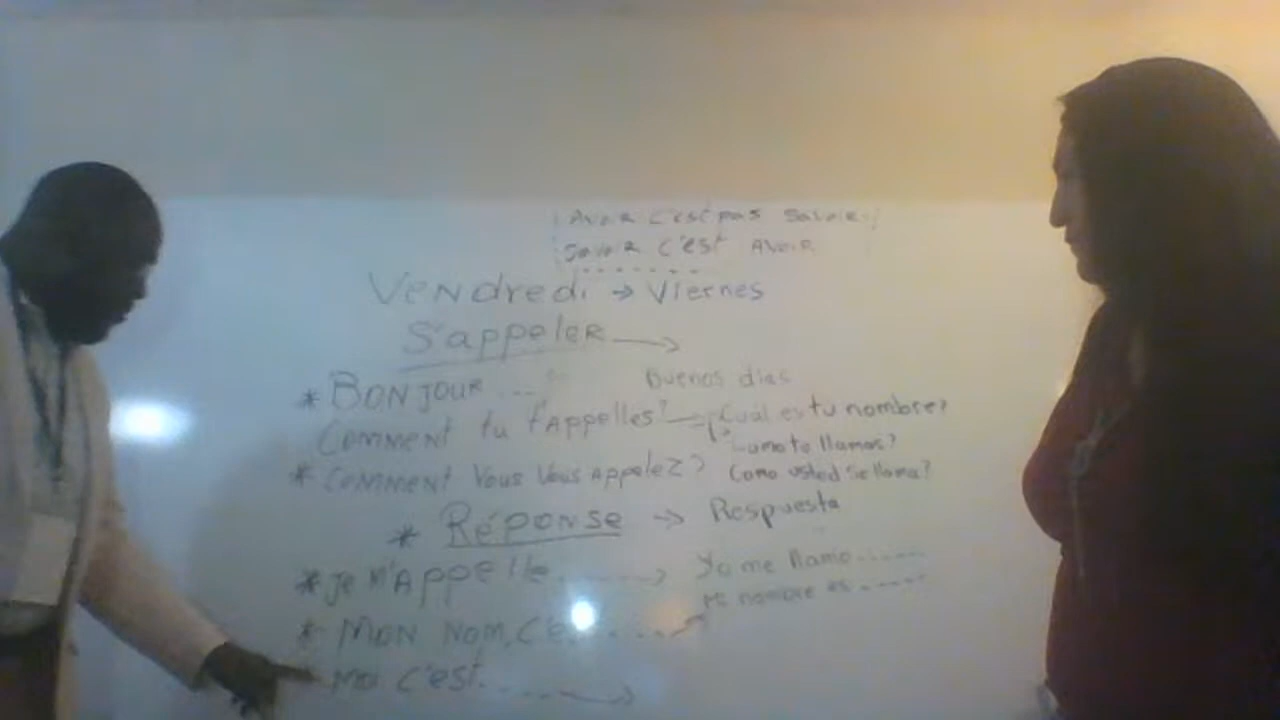 Avoir c'est pas savoir
Savoir c'est Avoir
Vendredi → Viernes
S'appeler →
* Bonjour ... Buenos dias
Comment tu t'Appelles? → ¿Cuál es tu nombre?
Como te llamas?
* Comment Vous Vous Appelez? Como usted se llama?
* Réponse → Respuesta
* Je m'Appelle ......→ Yo me llamo ......
Mi nombre es ......
* Mon Nom, C'e ......→
Moi C'est ......→